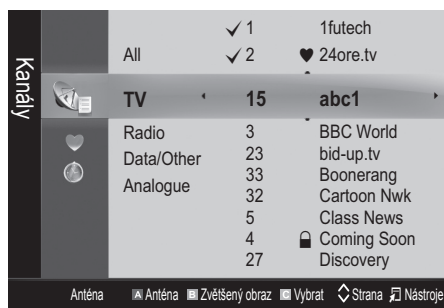 Kanály
✓ 1 1futech
All ✓ 2 ♥ 24ore.tv
TV 15 abc1
Radio 3 BBC World
Data/Other 23 bid-up.tv
Analogue 33 Boonerang
32 Cartoon Nwk
5 Class News
4 Coming Soon
27 Discovery
Anténa A Anténa B Zvětšený obraz C Vybrat Strana Nástroje